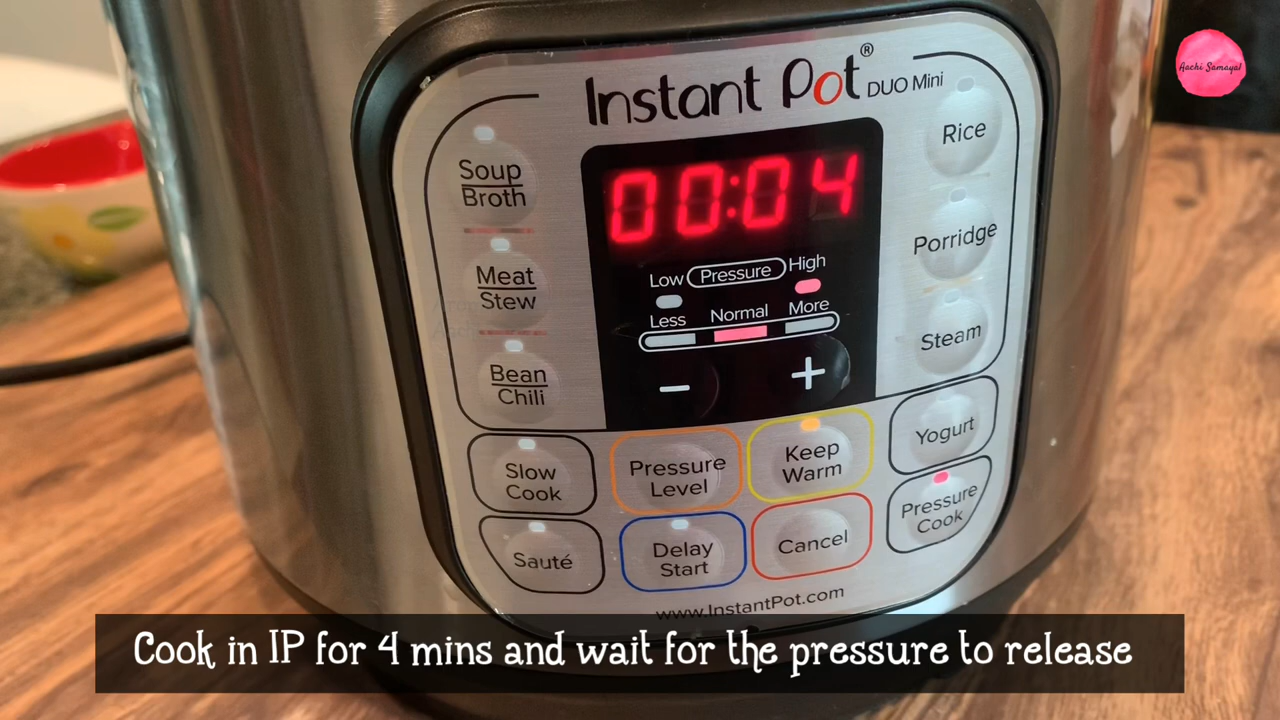 Aachi Samayal
Instant Pot®
DUO Mini
Soup
Broth
Meat
Stew
Bean
Chili
00:04
Low Pressure High
Less Normal More
− +
Rice
Porridge
Steam
Yogurt
Slow
Cook
Pressure
Level
Keep
Warm
Pressure
Cook
Sauté
Delay
Start
Cancel
www.InstantPot.com
Cook in IP for 4 mins and wait for the pressure to release